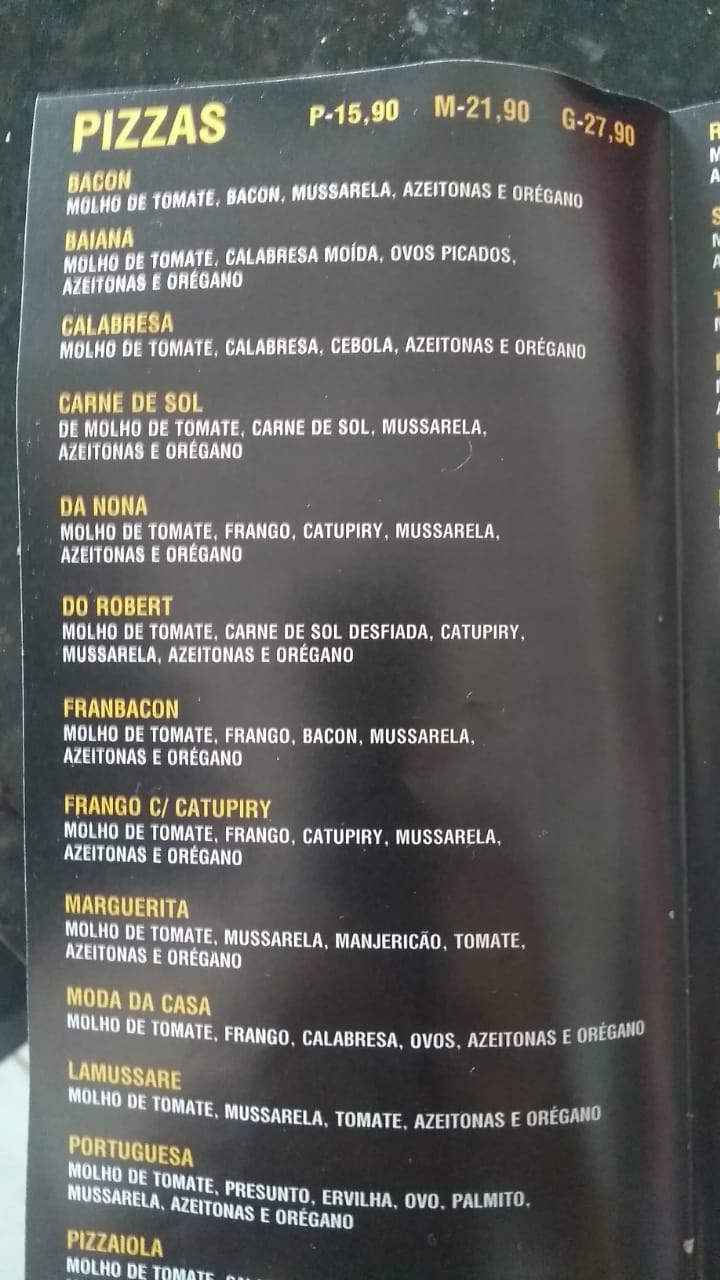 PIZZAS P-15,90 M-21,90 G-27,90
BACON
MOLHO DE TOMATE, BACON, MUSSARELA, AZEITONAS E ORÉGANO
BAIANA
MOLHO DE TOMATE, CALABRESA MOÍDA, OVOS PICADOS,
AZEITONAS E ORÉGANO
CALABRESA
MOLHO DE TOMATE, CALABRESA, CEBOLA, AZEITONAS E ORÉGANO
CARNE DE SOL
DE MOLHO DE TOMATE, CARNE DE SOL, MUSSARELA,
AZEITONAS E ORÉGANO
DA NONA
MOLHO DE TOMATE, FRANGO, CATUPIRY, MUSSARELA,
AZEITONAS E ORÉGANO
DO ROBERT
MOLHO DE TOMATE, CARNE DE SOL DESFIADA, CATUPIRY,
MUSSARELA, AZEITONAS E ORÉGANO
FRANBACON
MOLHO DE TOMATE, FRANGO, BACON, MUSSARELA,
AZEITONAS E ORÉGANO
FRANGO C/ CATUPIRY
MOLHO DE TOMATE, FRANGO, CATUPIRY, MUSSARELA,
AZEITONAS E ORÉGANO
MARGUERITA
MOLHO DE TOMATE, MUSSARELA, MANJERICÃO, TOMATE,
AZEITONAS E ORÉGANO
MODA DA CASA
MOLHO DE TOMATE, FRANGO, CALABRESA, OVOS, AZEITONAS E ORÉGANO
LAMUSSARE
MOLHO DE TOMATE, MUSSARELA, TOMATE, AZEITONAS E ORÉGANO
PORTUGUESA
MOLHO DE TOMATE, PRESUNTO, ERVILHA, OVO, PALMITO,
MUSSARELA, AZEITONAS E ORÉGANO
PIZZAIOLA
MOLHO DE TOMATE,